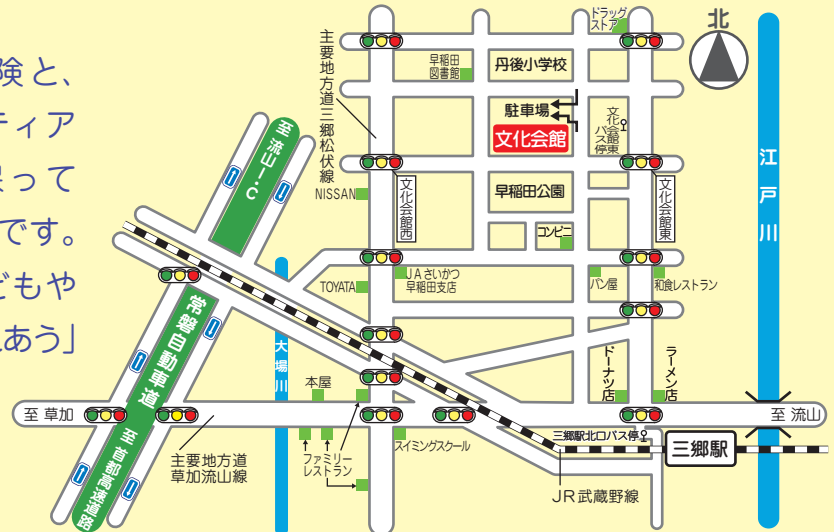 険と、
ティア
って
です。
どもや
あう」
主要地方道三郷松伏線
早稲田
図書館
丹後小学校
ドラッグ
ストア
北
駐車場
文化会館
文化会館東
バス停
至 流山I・C
NISSAN
文化会館西
早稲田公園
文化会館東
江戸川
コンビニ
TOYATA
JAさいかつ
早稲田支店
パン屋
和食レストラン
常磐自動車道
大場川
本屋
ドーナツ店
ラーメン店
至 草加
至 流山
主要地方道
草加流山線
ファミリー
レストラン
スイミングスクール
三郷駅北口バス停
三郷駅
至 首都高速道路
JR武蔵野線